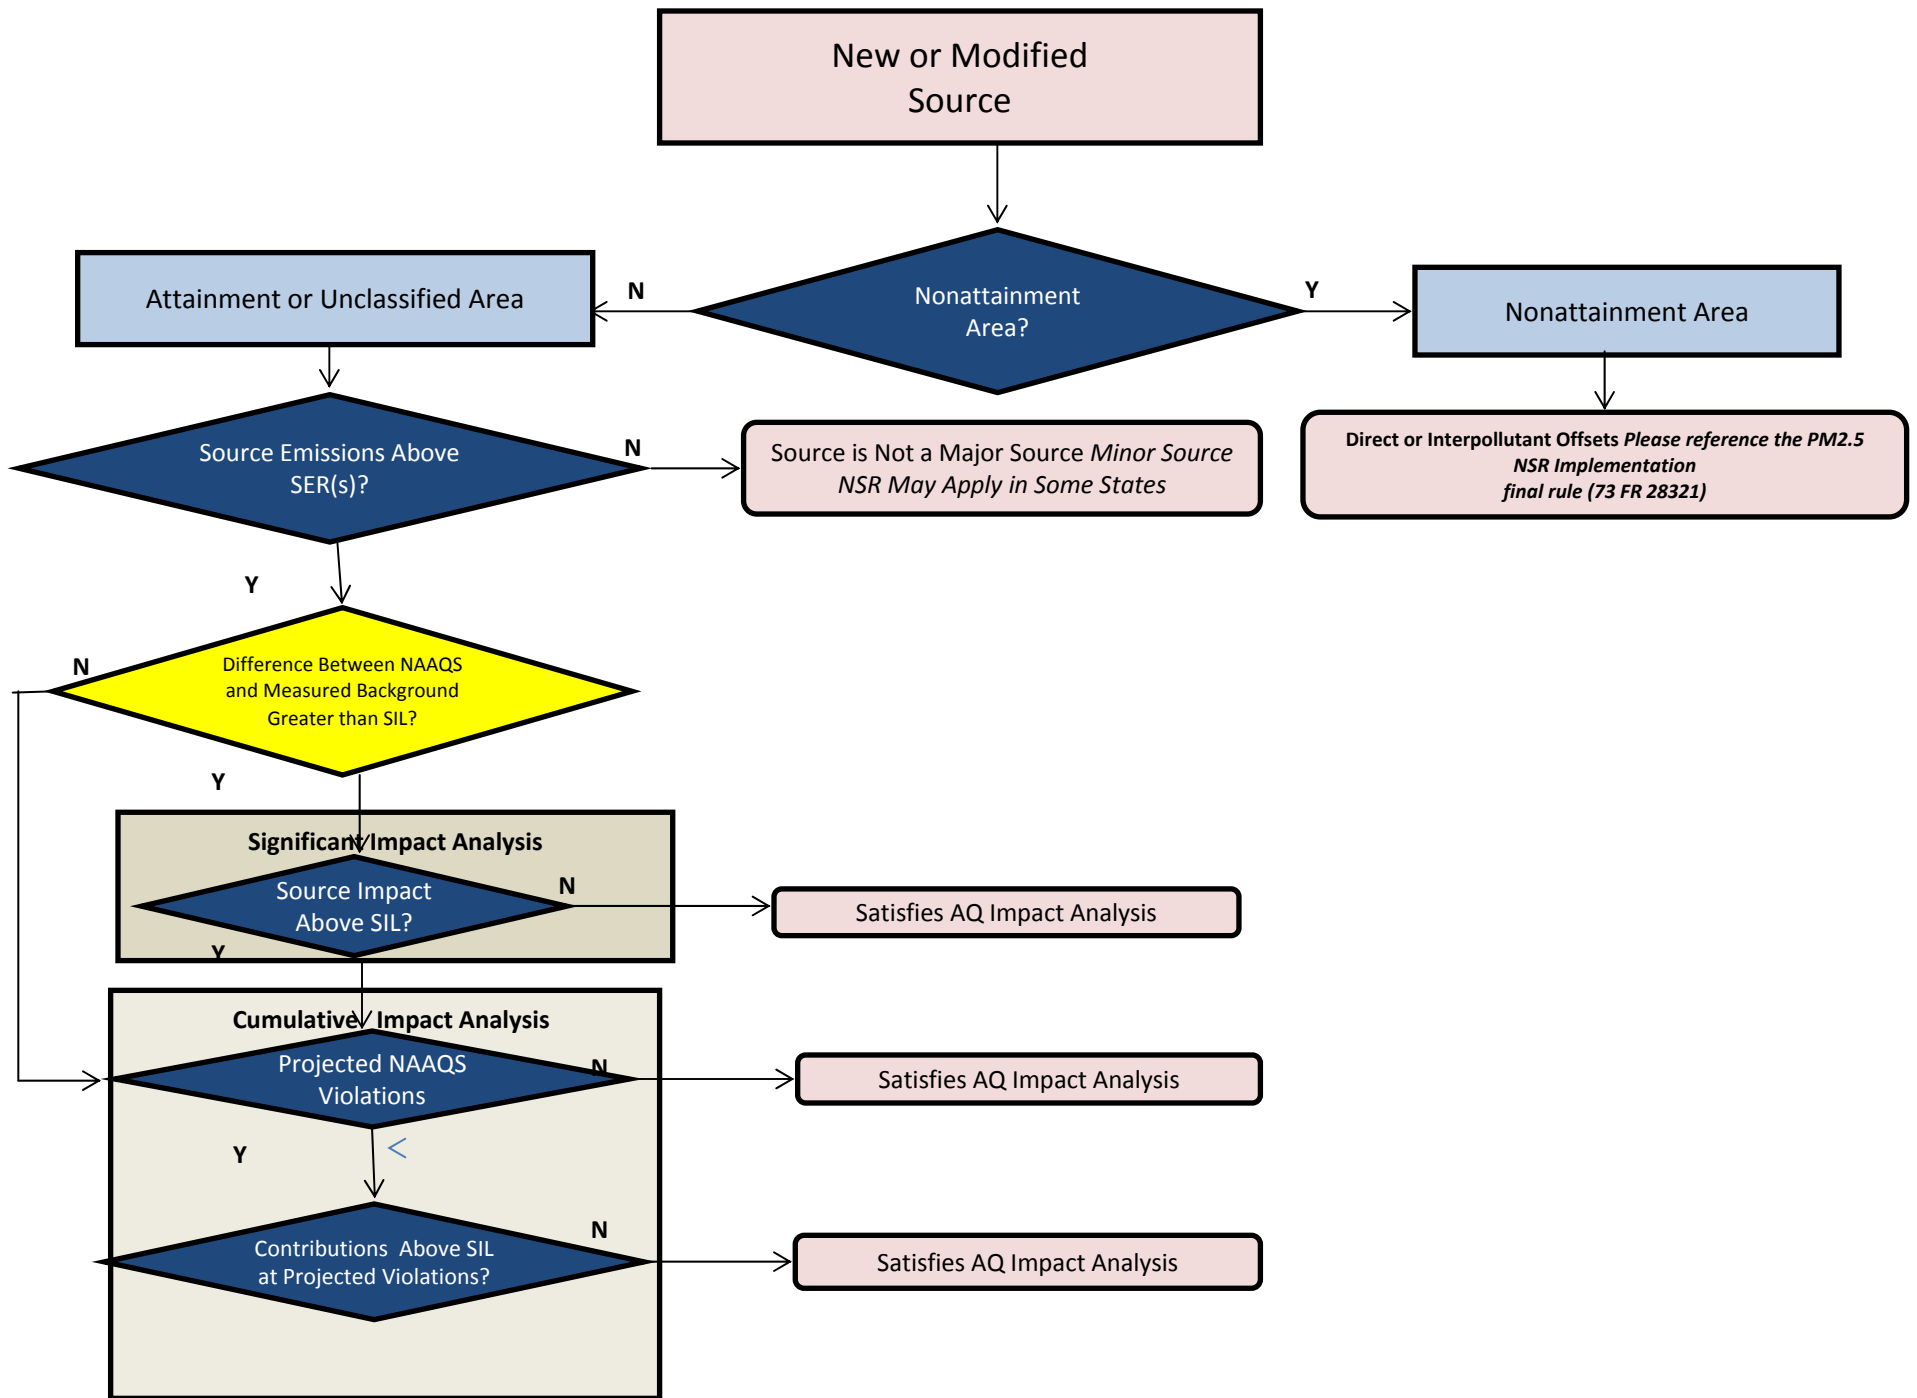 New or Modified
Source
Nonattainment
Area?
N
Y
Attainment or Unclassified Area
Nonattainment Area
Source Emissions Above
SER(s)?
N
Y
Source is Not a Major Source Minor Source
NSR May Apply in Some States
Direct or Interpollutant Offsets Please reference the PM2.5
NSR Implementation
final rule (73 FR 28321)
Difference Between NAAQS
and Measured Background
Greater than SIL?
N
Y
Significant Impact Analysis
Source Impact
Above SIL?
N
Y
Satisfies AQ Impact Analysis
Cumulative Impact Analysis
Projected NAAQS
Violations
N
Y
Satisfies AQ Impact Analysis
Contributions Above SIL
at Projected Violations?
N
Satisfies AQ Impact Analysis